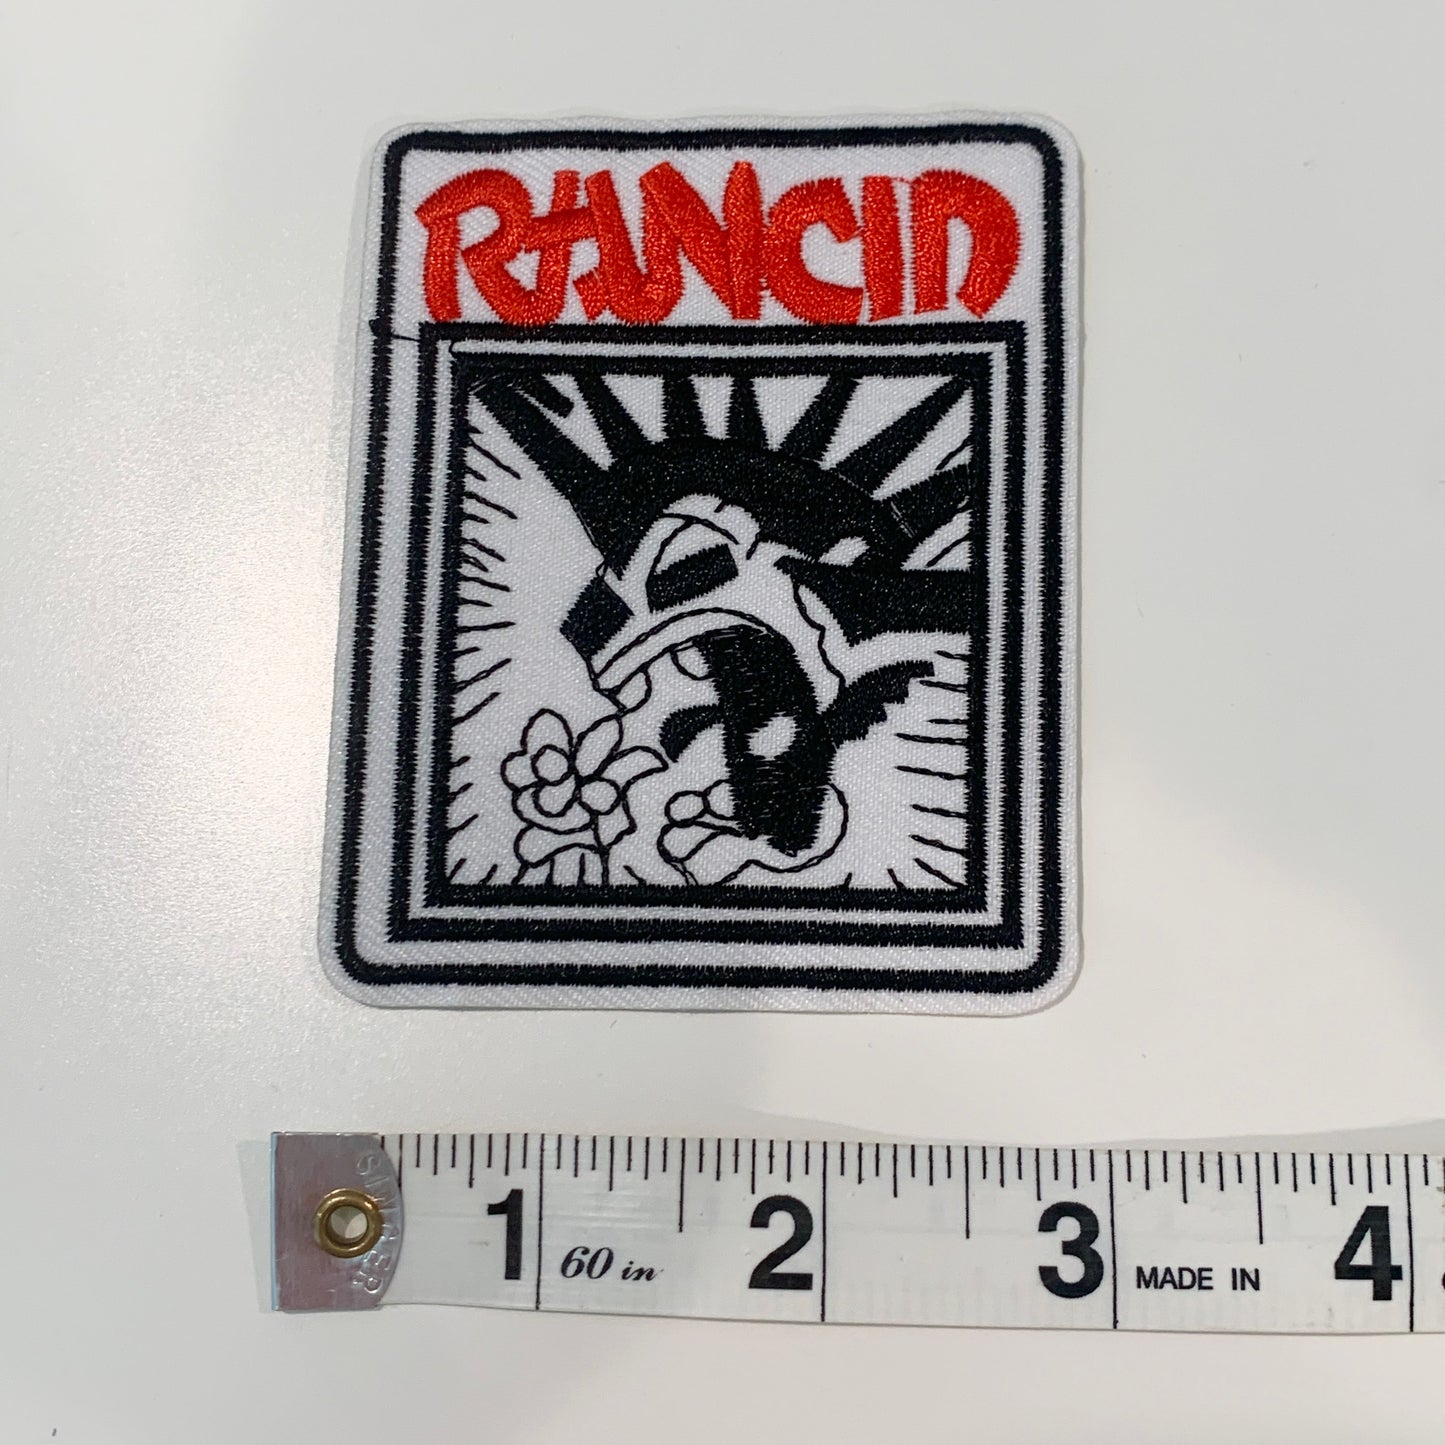 RANCID
SINGER
1 60 in 2 3 MADE IN 4